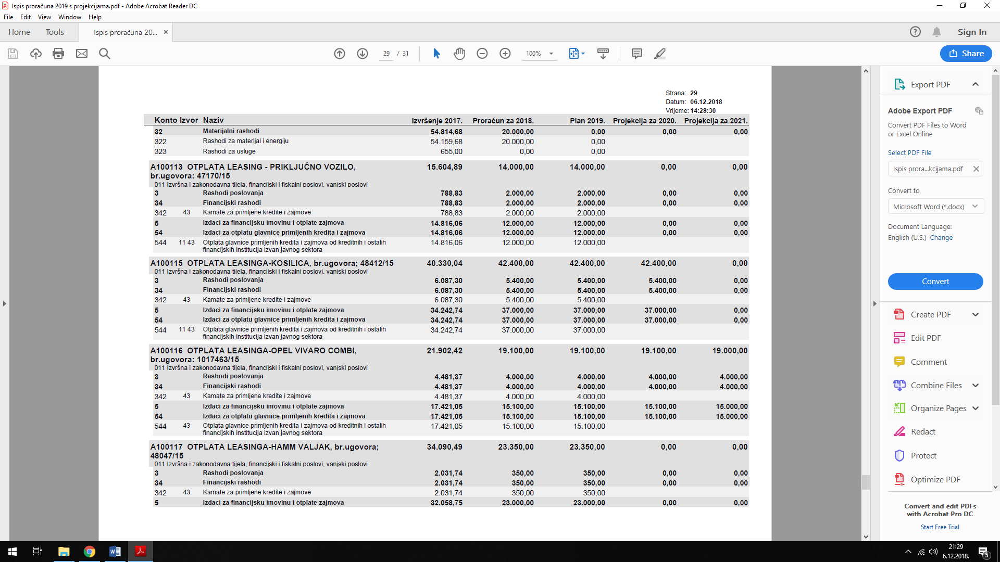 Ispis proračuna 2019 s projekcijama.pdf - Adobe Acrobat Reader DC
File Edit View Window Help
Home Tools Ispis proračuna 20... × Sign In
29 / 31 100% Share
Strana: 29
Datum: 06.12.2018
Vrijeme: 14:28:30
Konto Izvor Naziv Izvršenje 2017. Proračun za 2018. Plan 2019. Projekcija za 2020. Projekcija za 2021.
32 Materijalni rashodi 54.814,68 20.000,00 0,00 0,00 0,00
322 Rashodi za materijal i energiju 54.159,68 20.000,00 0,00
323 Rashodi za usluge 655,00 0,00 0,00
A100113 OTPLATA LEASING - PRIKLJUČNO VOZILO, 15.604,89 14.000,00 14.000,00 0,00 0,00
br.ugovora: 47170/15
011 Izvršna i zakonodavna tijela, financijski i fiskalni poslovi, vanjski poslovi
3 Rashodi poslovanja 788,83 2.000,00 2.000,00 0,00 0,00
34 Financijski rashodi 788,83 2.000,00 2.000,00 0,00 0,00
342 43 Kamate za primljene kredite i zajmove 788,83 2.000,00 2.000,00
5 Izdaci za financijsku imovinu i otplate zajmova 14.816,06 12.000,00 12.000,00 0,00 0,00
54 Izdaci za otplatu glavnice primljenih kredita i zajmova 14.816,06 12.000,00 12.000,00 0,00 0,00
544 11 43 Otplata glavnice primljenih kredita i zajmova od kreditnih i ostalih 14.816,06 12.000,00 12.000,00
financijskih institucija izvan javnog sektora
A100115 OTPLATA LEASINGA-KOSILICA, br.ugovora; 48412/15 40.330,04 42.400,00 42.400,00 42.400,00 0,00
011 Izvršna i zakonodavna tijela, financijski i fiskalni poslovi, vanjski poslovi
3 Rashodi poslovanja 6.087,30 5.400,00 5.400,00 5.400,00 0,00
34 Financijski rashodi 6.087,30 5.400,00 5.400,00 5.400,00 0,00
342 43 Kamate za primljene kredite i zajmove 6.087,30 5.400,00 5.400,00
5 Izdaci za financijsku imovinu i otplate zajmova 34.242,74 37.000,00 37.000,00 37.000,00 0,00
54 Izdaci za otplatu glavnice primljenih kredita i zajmova 34.242,74 37.000,00 37.000,00 37.000,00 0,00
544 11 43 Otplata glavnice primljenih kredita i zajmova od kreditnih i ostalih 34.242,74 37.000,00 37.000,00
financijskih institucija izvan javnog sektora
A100116 OTPLATA LEASINGA-OPEL VIVARO COMBI, 21.902,42 19.100,00 19.100,00 19.100,00 19.000,00
br.ugovora: 1017463/15
011 Izvršna i zakonodavna tijela, financijski i fiskalni poslovi, vanjski poslovi
3 Rashodi poslovanja 4.481,37 4.000,00 4.000,00 4.000,00 4.000,00
34 Financijski rashodi 4.481,37 4.000,00 4.000,00 4.000,00 4.000,00
342 43 Kamate za primljene kredite i zajmove 4.481,37 4.000,00 4.000,00
5 Izdaci za financijsku imovinu i otplate zajmova 17.421,05 15.100,00 15.100,00 15.100,00 15.000,00
54 Izdaci za otplatu glavnice primljenih kredita i zajmova 17.421,05 15.100,00 15.100,00 15.100,00 15.000,00
544 43 Otplata glavnice primljenih kredita i zajmova od kreditnih i ostalih 17.421,05 15.100,00 15.100,00
financijskih institucija izvan javnog sektora
A100117 OTPLATA LEASINGA-HAMM VALJAK, br.ugovora; 34.090,49 23.350,00 23.350,00 0,00 0,00
48047/15
011 Izvršna i zakonodavna tijela, financijski i fiskalni poslovi, vanjski poslovi
3 Rashodi poslovanja 2.031,74 350,00 350,00 0,00 0,00
34 Financijski rashodi 2.031,74 350,00 350,00 0,00 0,00
342 43 Kamate za primljene kredite i zajmove 2.031,74 350,00 350,00
5 Izdaci za financijsku imovinu i otplate zajmova 32.058,75 23.000,00 23.000,00 0,00 0,00
Export PDF
Adobe Export PDF
Convert PDF Files to Word
or Excel Online
Select PDF File
Ispis prora...kcijama.pdf
Convert to
Microsoft Word (*.docx)
Document Language:
English (U.S.) Change
Convert
Create PDF
Edit PDF
Comment
Combine Files
Organize Pages
Redact
Protect
Optimize PDF
Convert and edit PDFs
with Acrobat Pro DC
Start Free Trial
21:29
6.12.2018.
5